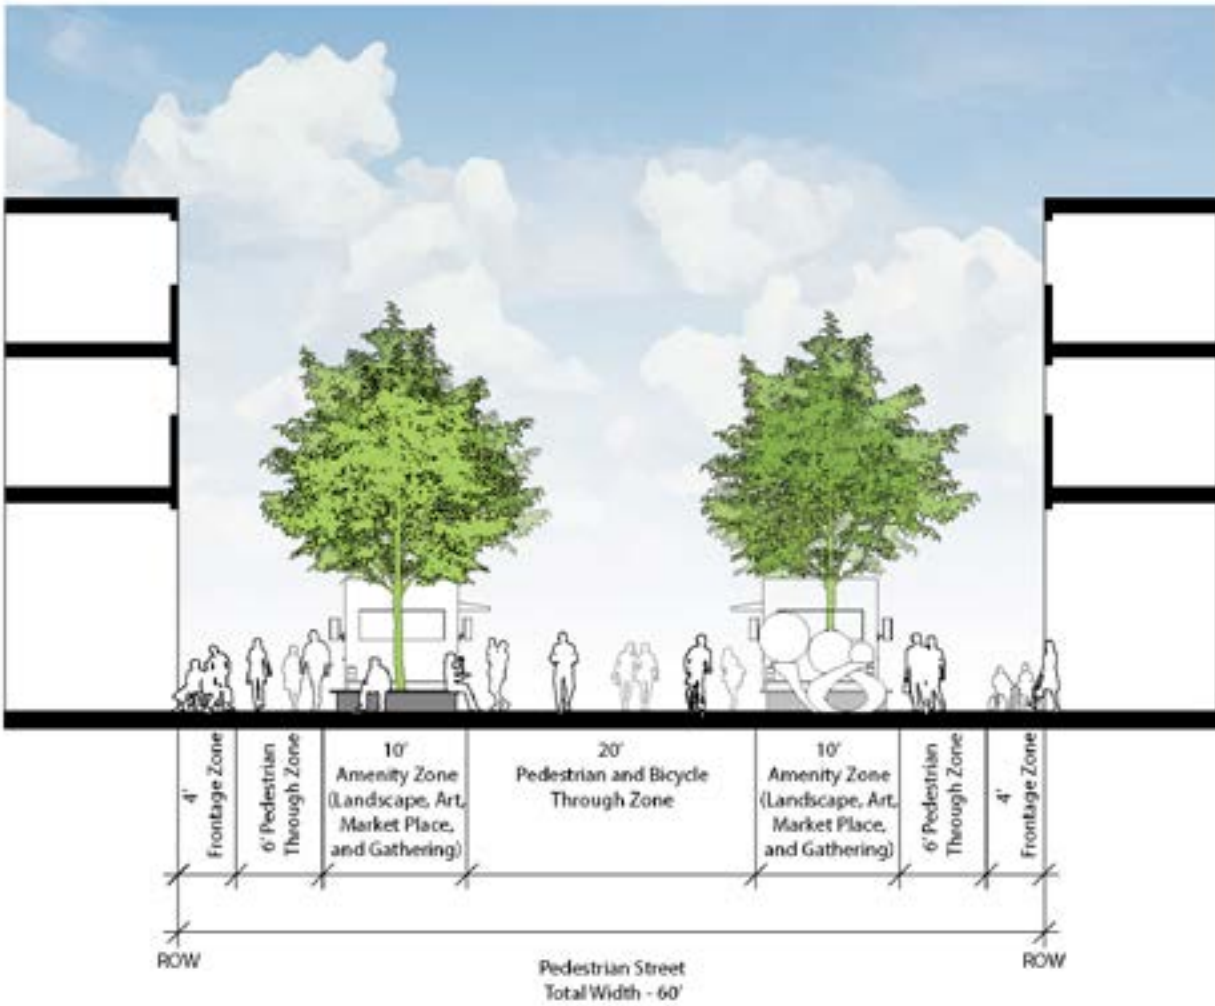 4'
Frontage Zone
6' Pedestrian
Through Zone
10'
Amenity Zone
(Landscape, Art,
Market Place,
and Gathering)
20'
Pedestrian and Bicycle
Through Zone
10'
Amenity Zone
(Landscape, Art,
Market Place,
and Gathering)
6' Pedestrian
Through Zone
4'
Frontage Zone
ROW
ROW
Pedestrian Street
Total Width - 60'